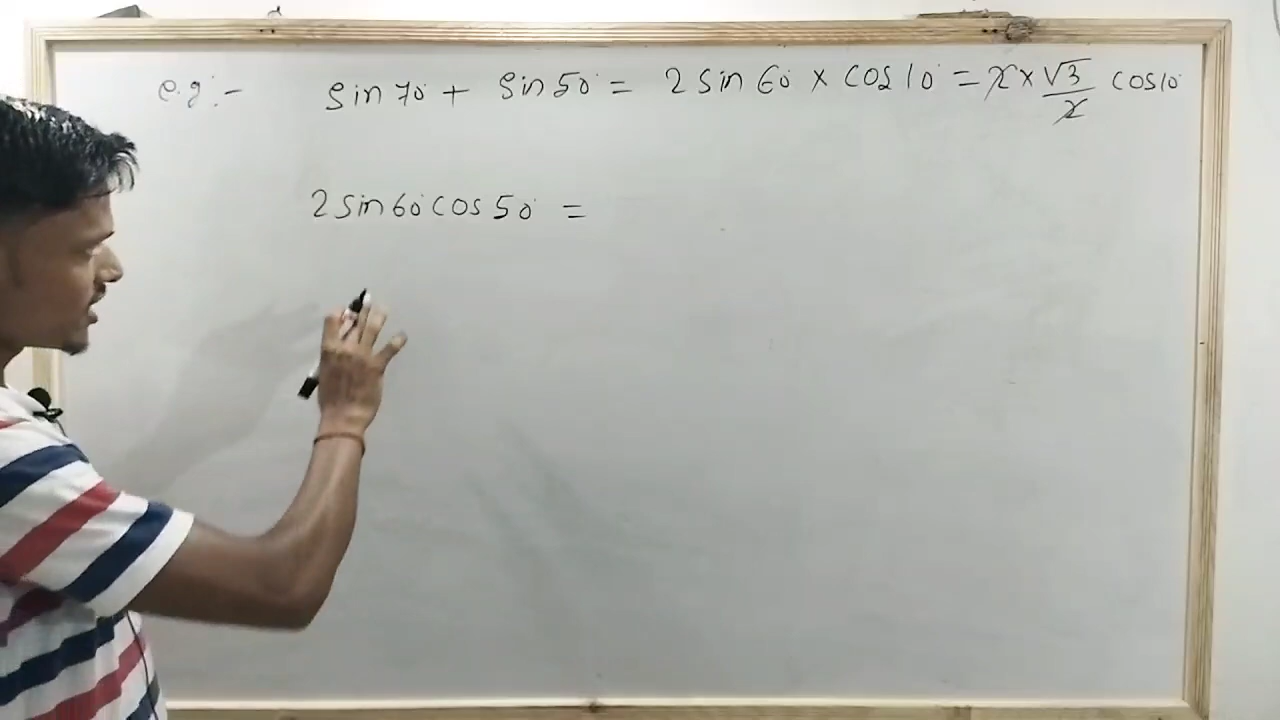 e.g:- sin 70° + sin 50° = 2 sin 60° × cos 10° = 2 × √3/2 cos 10°
2 sin 60° cos 50° =